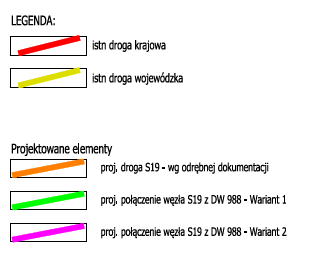 LEGENDA:
istn droga krajowa
istn droga wojewódzka
Projektowane elementy
proj. droga S19 - wg odrębnej dokumentacji
proj. połączenie węzła S19 z DW 988 - Wariant 1
proj. połączenie węzła S19 z DW 988 - Wariant 2